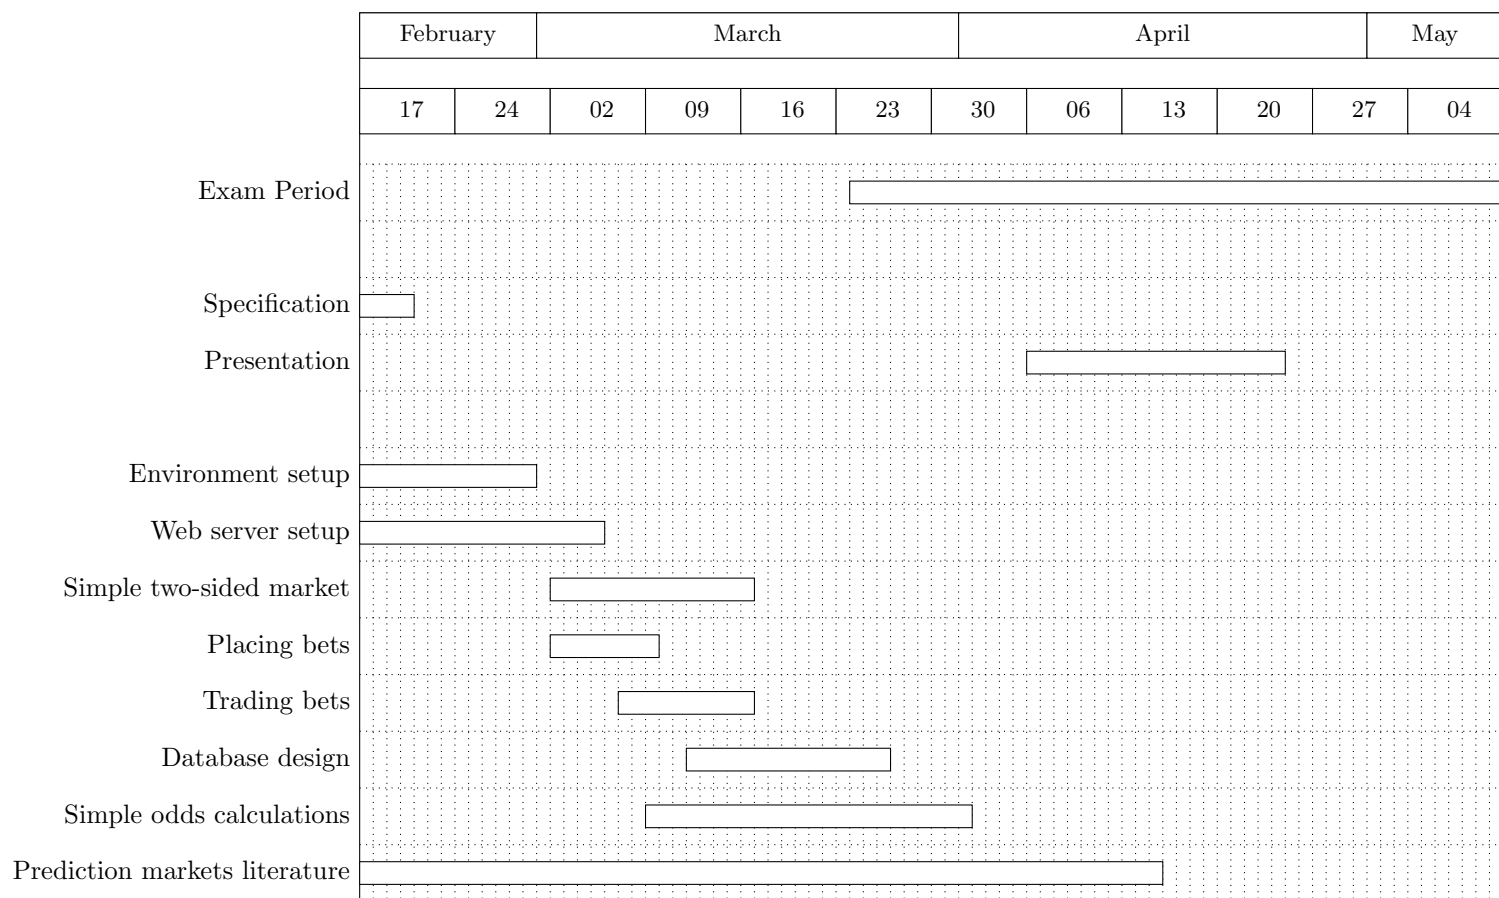 February March April May
17 24 02 09 16 23 30 06 13 20 27 04
Exam Period
Specification
Presentation
Environment setup
Web server setup
Simple two-sided market
Placing bets
Trading bets
Database design
Simple odds calculations
Prediction markets literature